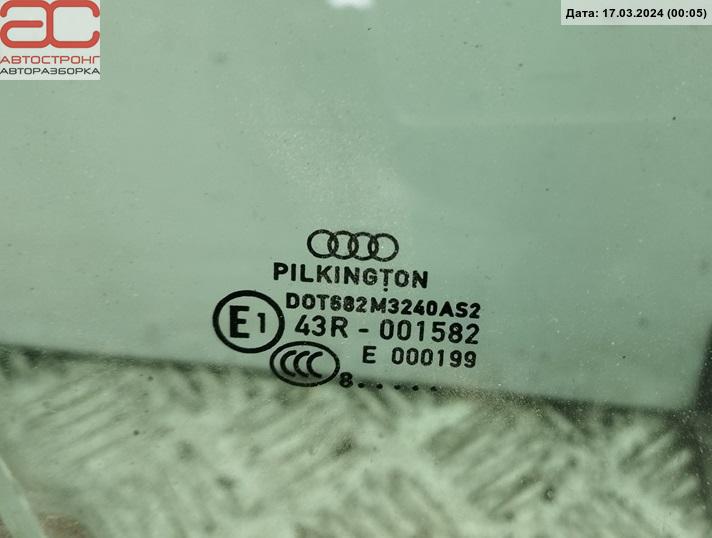 Дата: 17.03.2024 (00:05)
АС
АВТОСТРОНГ
АВТОРАЗБОРКА
PILKINGTON
DOT682M3240AS2
E1
43R - 001582
E 000199
CCC
8.....